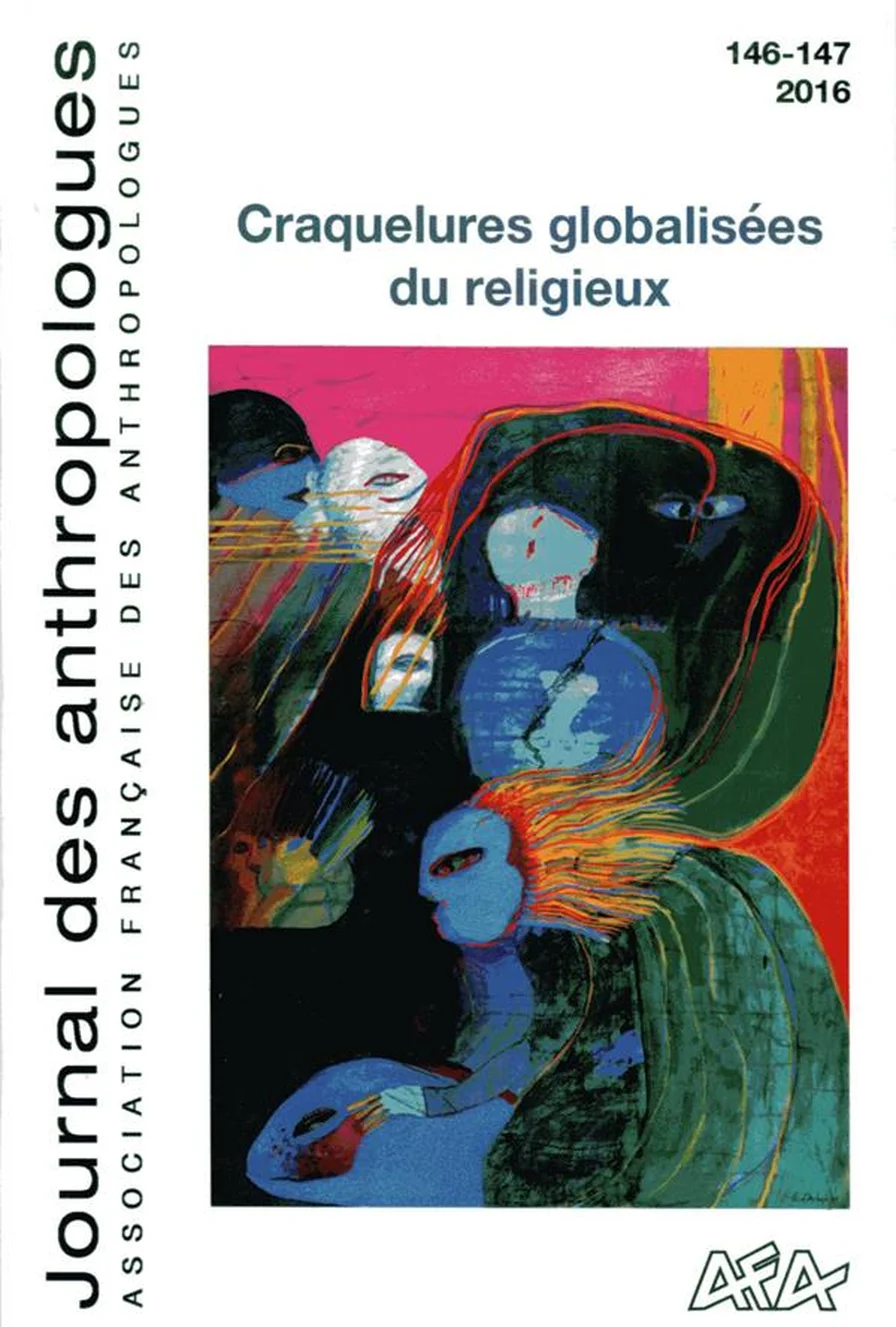 Journal des anthropologues
ASSOCIATION FRANÇAISE DES ANTHROPOLOGUES
146-147
2016
Craquelures globalisées
du religieux
AFA